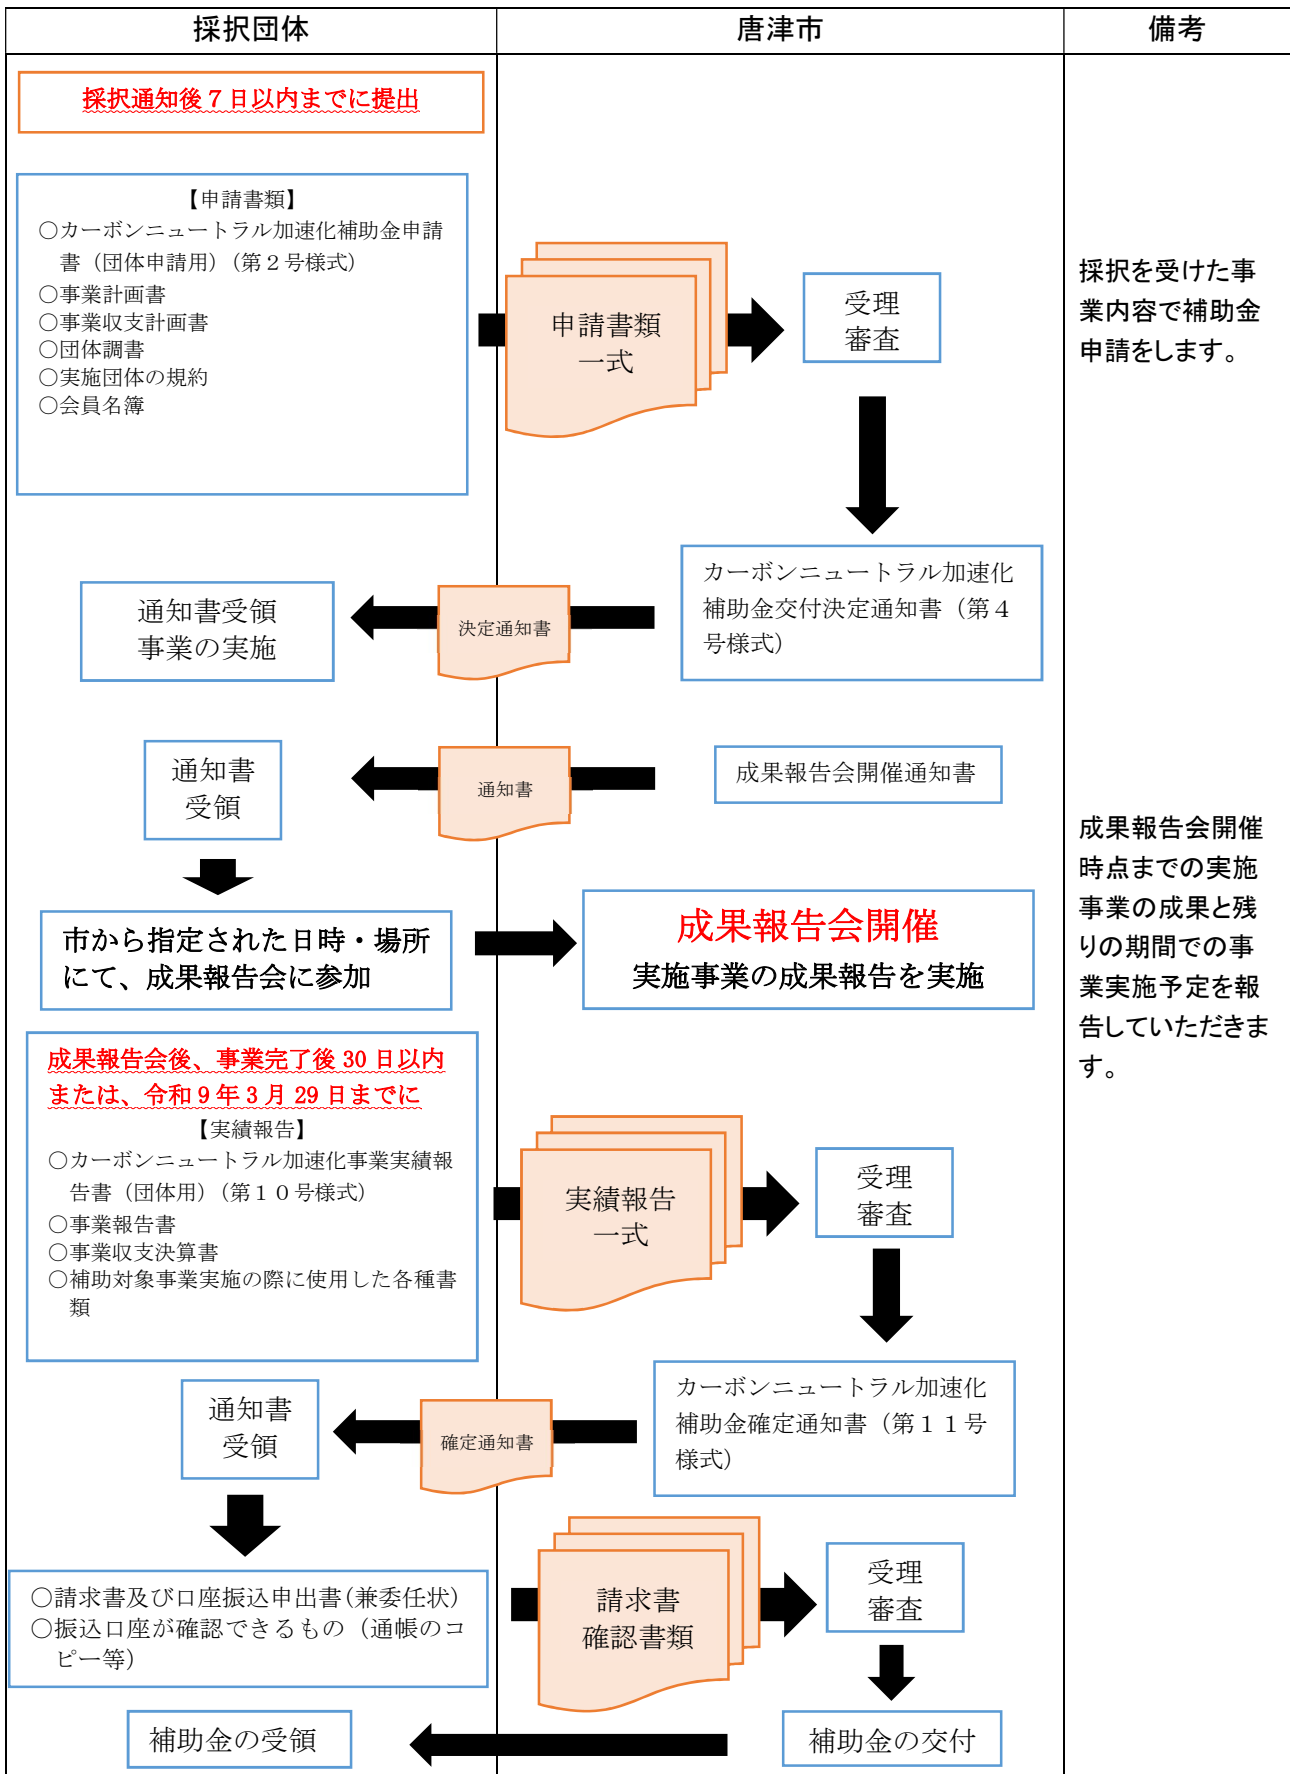 採択団体
唐津市
備考
採択通知後７日以内までに提出
【申請書類】
○カーボンニュートラル加速化補助金申請
書（団体申請用）（第２号様式）
○事業計画書
○事業収支計画書
○団体調書
○実施団体の規約
○会員名簿
申請書類
一式
受理
審査
採択を受けた事
業内容で補助金
申請をします。
カーボンニュートラル加速化
補助金交付決定通知書（第４
号様式）
決定通知書
通知書受領
事業の実施
成果報告会開催通知書
通知書
通知書
受領
市から指定された日時・場所
にて、成果報告会に参加
成果報告会開催
実施事業の成果報告を実施
成果報告会開催
時点までの実施
事業の成果と残
りの期間での事
業実施予定を報
告していただきま
す。
成果報告会後、事業完了後 30 日以内
または、令和 9 年 3 月 29 日までに
【実績報告】
○カーボンニュートラル加速化事業実績報
告書（団体用）（第１０号様式）
○事業報告書
○事業収支決算書
○補助対象事業実施の際に使用した各種書
類
実績報告
一式
受理
審査
カーボンニュートラル加速化
補助金確定通知書（第１１号
様式）
確定通知書
通知書
受領
○請求書及び口座振込申出書(兼委任状)
○振込口座が確認できるもの（通帳のコ
ピー等）
請求書
確認書類
受理
審査
補助金の交付
補助金の受領